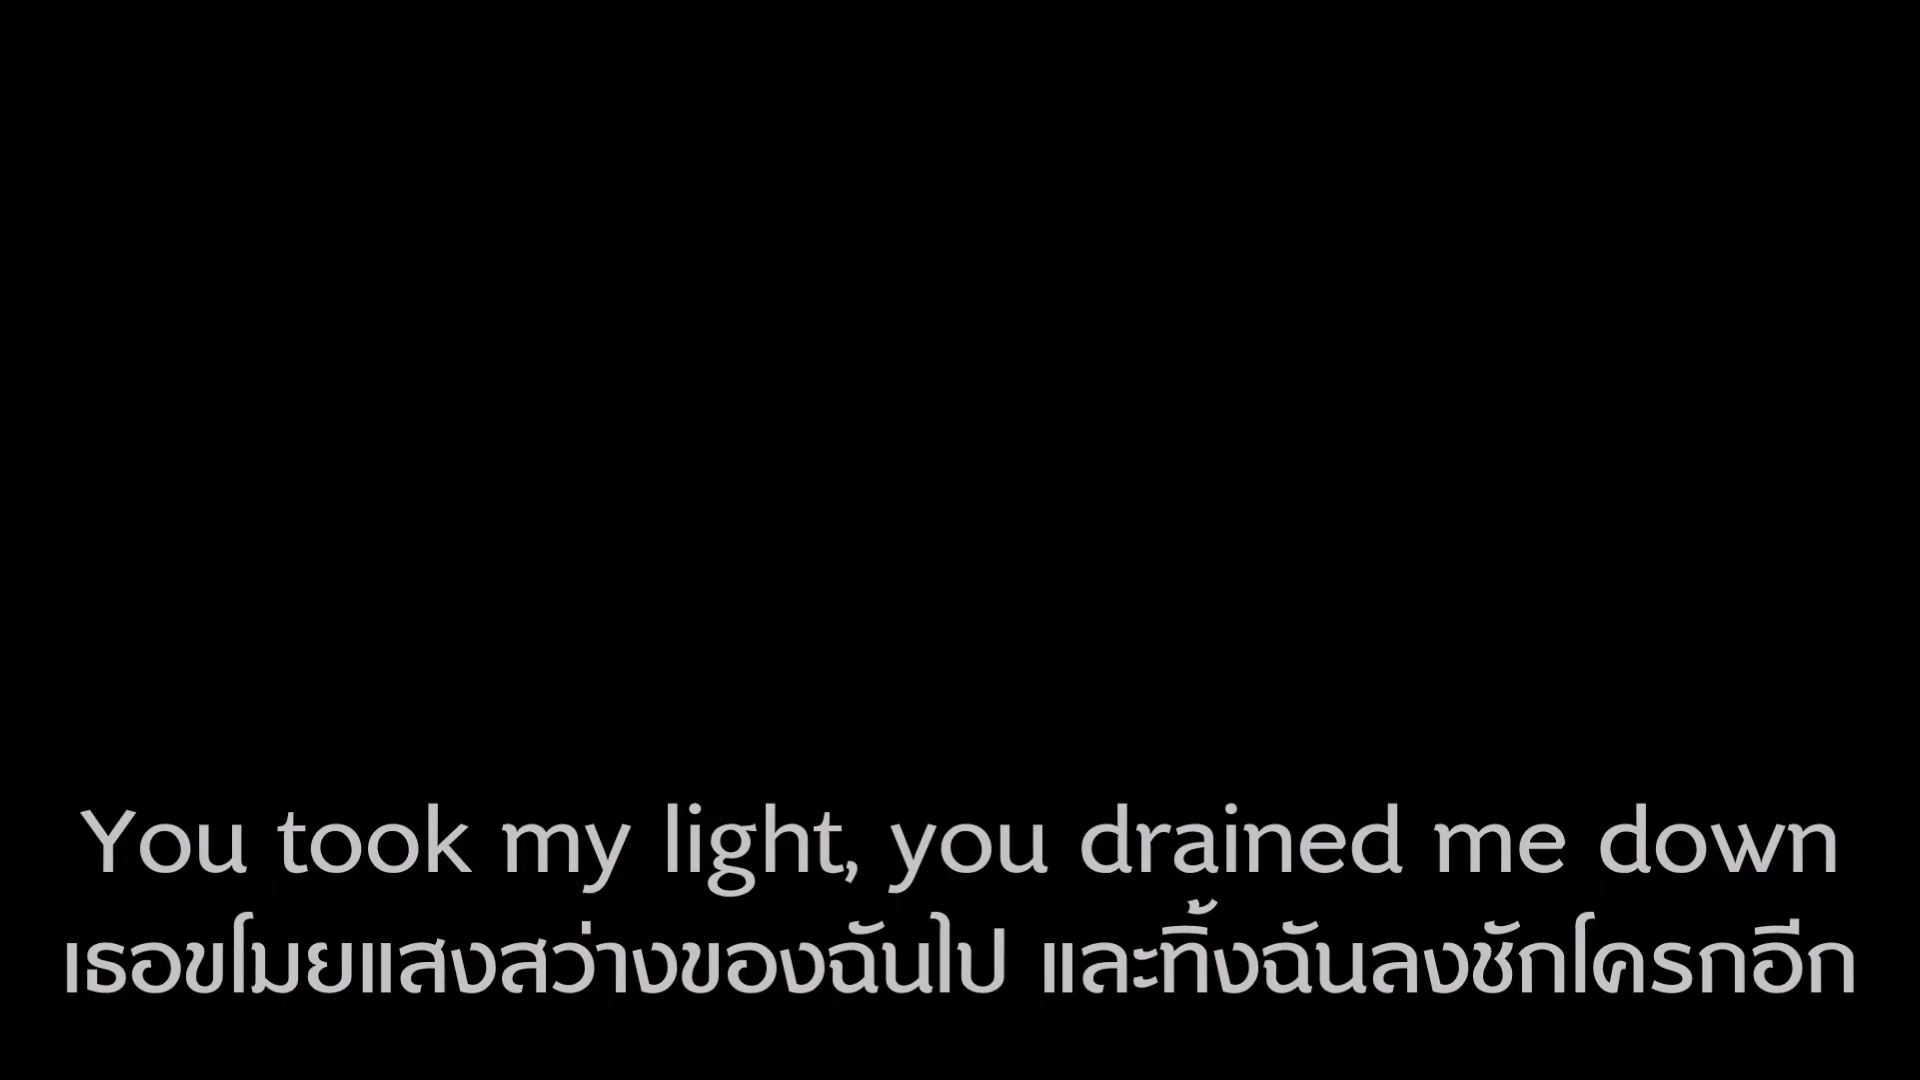 You took my light, you drained me down
เธอขโมยแสงสว่างของฉันไป และทิ้งฉันลงชักโครกอีก